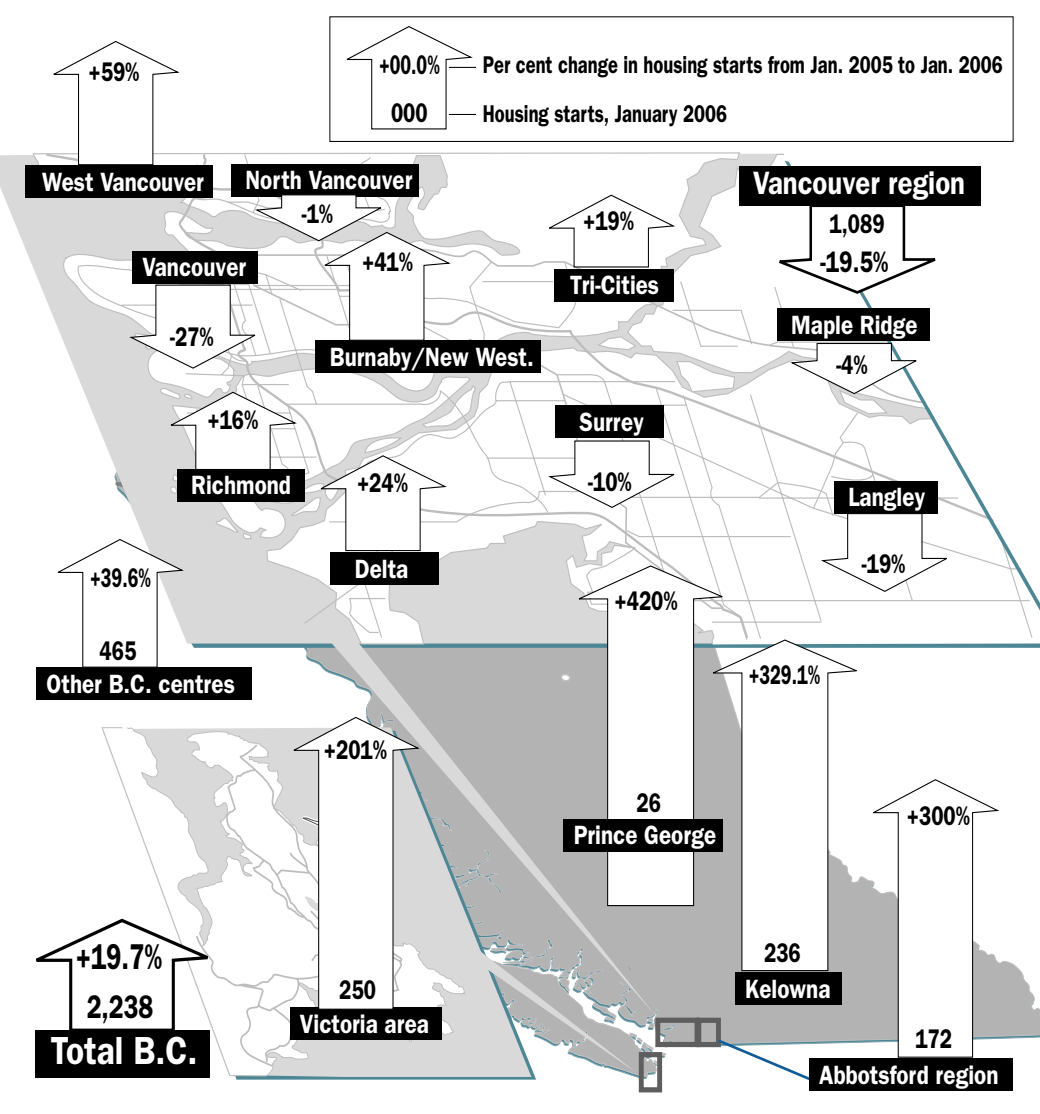 +00.0%
Per cent change in housing starts from Jan. 2005 to Jan. 2006
000
Housing starts, January 2006
+59%
West Vancouver
North Vancouver
-1%
+19%
Tri-Cities
Vancouver region
1,089
-19.5%
Vancouver
-27%
+41%
Burnaby/New West.
Maple Ridge
-4%
+16%
Richmond
+24%
Delta
Surrey
-10%
Langley
-19%
+39.6%
465
Other B.C. centres
+420%
26
Prince George
+329.1%
236
Kelowna
+201%
250
Victoria area
+300%
172
Abbotsford region
+19.7%
2,238
Total B.C.